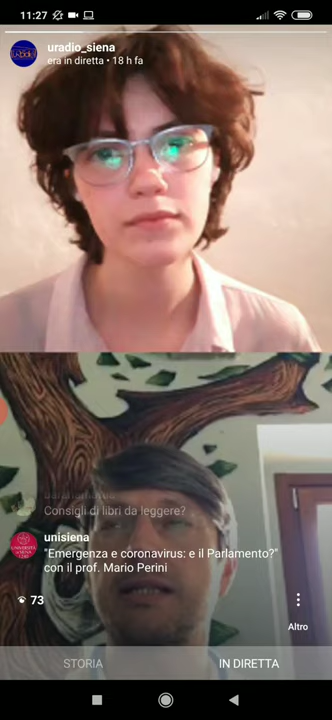 11:27
uradio_siena
era in diretta • 18 h fa
Consigli di libri da leggere?
unisiena
"Emergenza e coronavirus: e il Parlamento?"
con il prof. Mario Perini
73
Altro
STORIA
IN DIRETTA